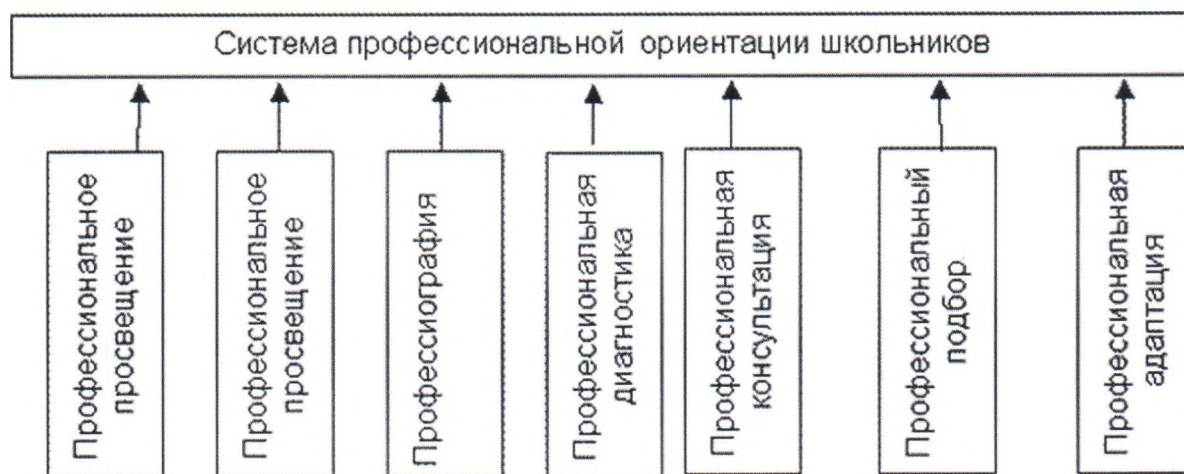 Система профессиональной ориентации школьников
Профессиональное
просвещение
Профессиональное
просвещение
Профессиография
Профессиональная
диагностика
Профессиональная
консультация
Профессиональный
подбор
Профессиональная
адаптация